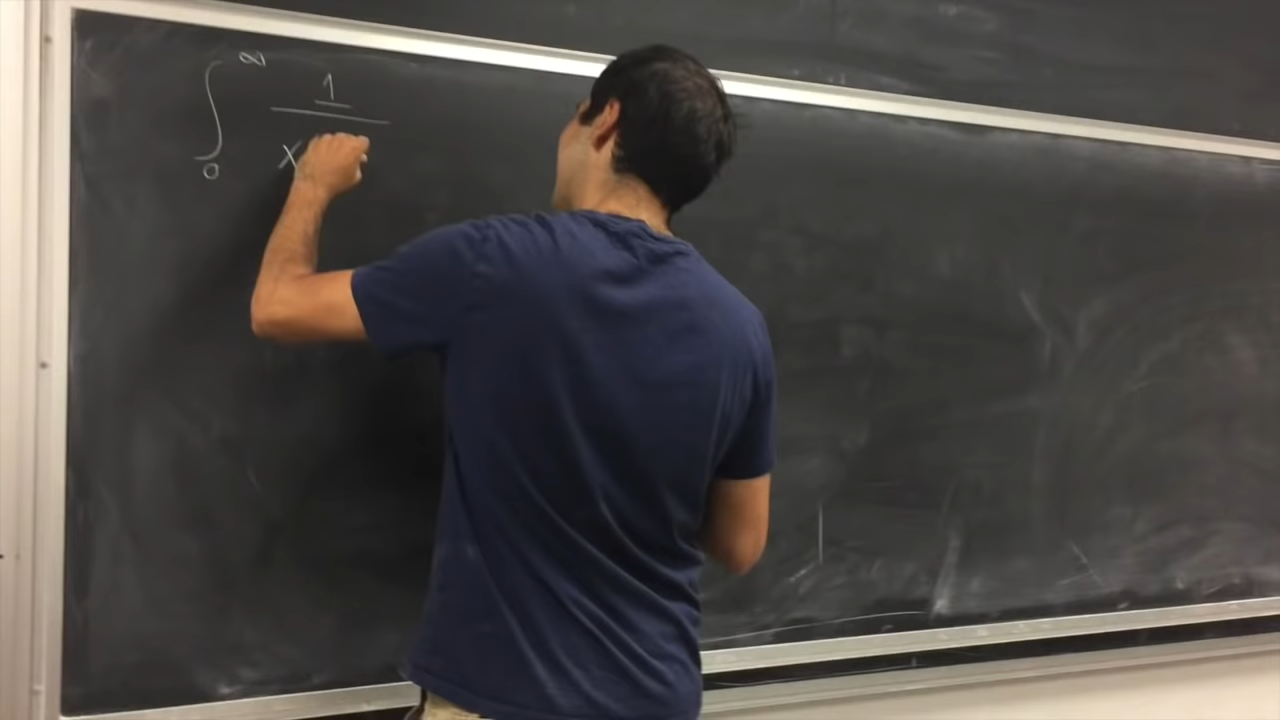 ∫₀^∞ 1 / x